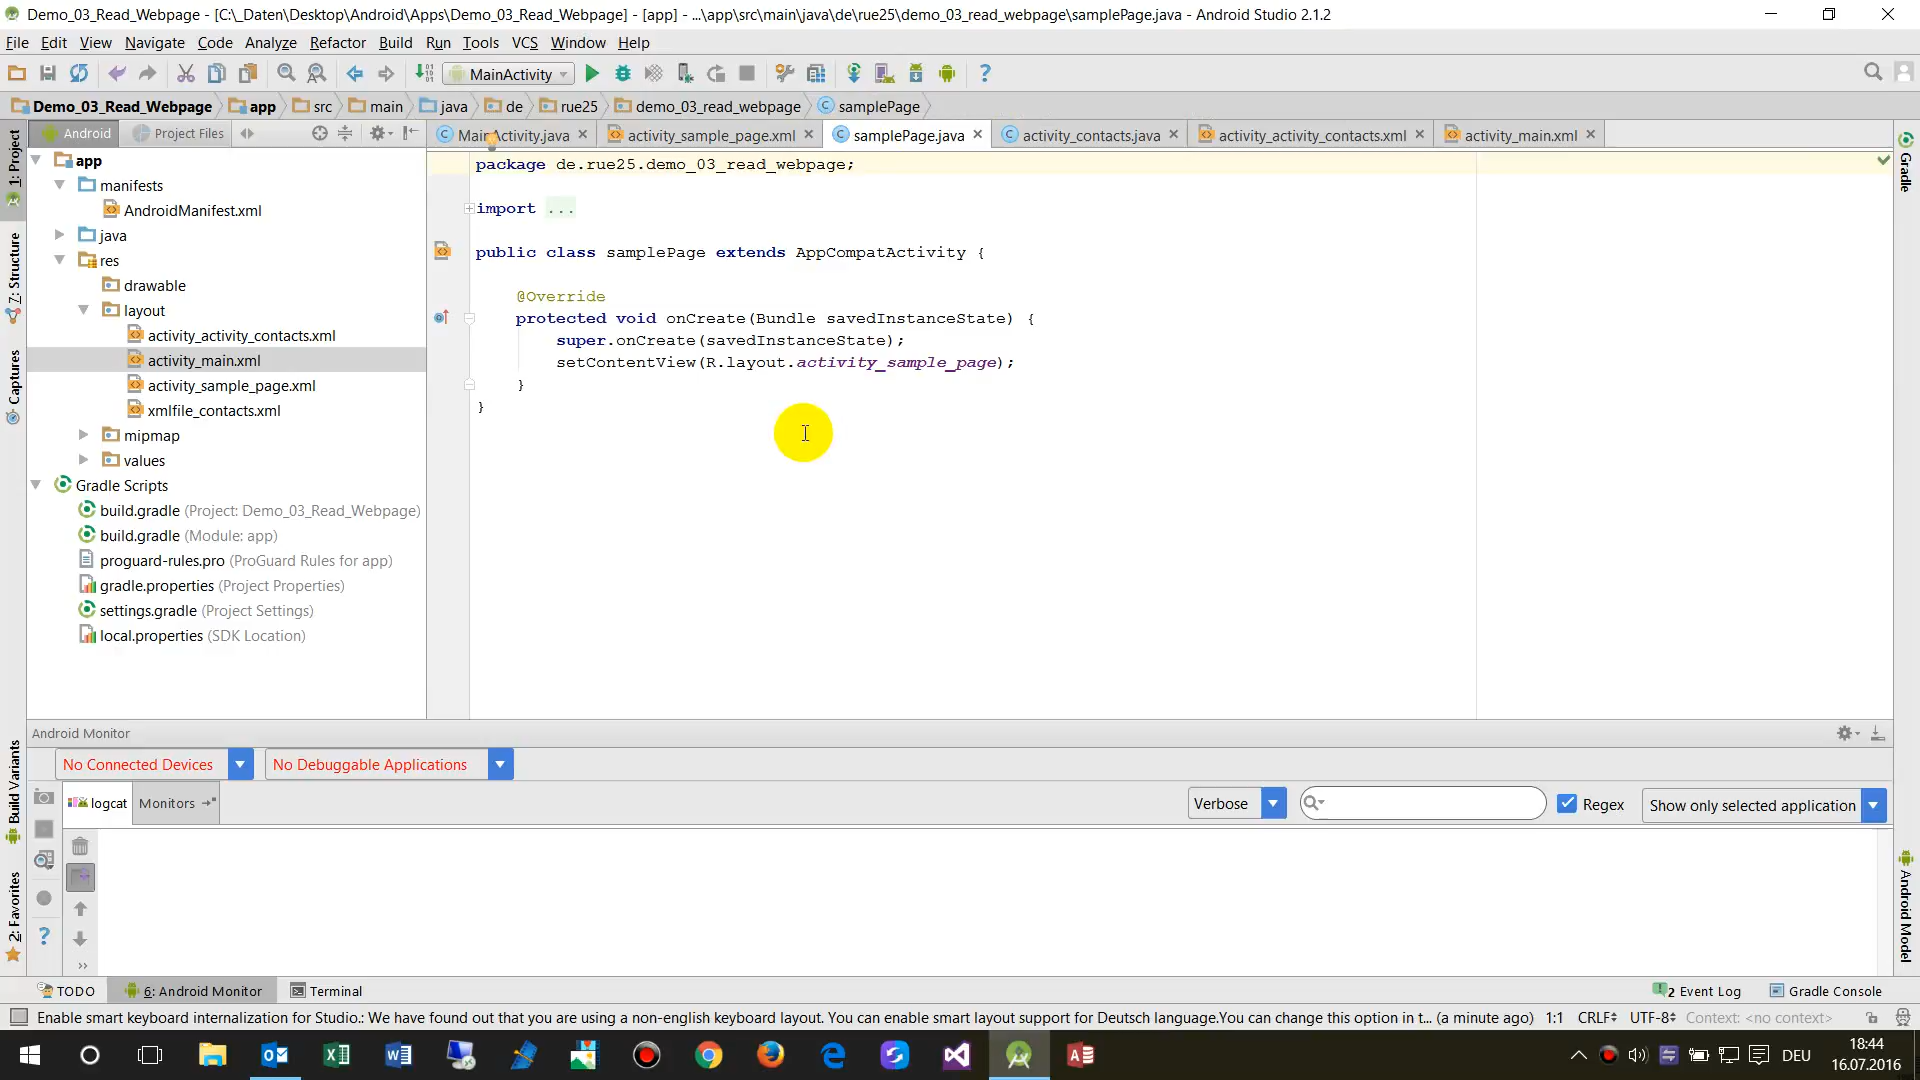 Demo_03_Read_Webpage - [C:\_Daten\Desktop\Android\Apps\Demo_03_Read_Webpage] - [app] - ...\app\src\main\java\de\rue25\demo_03_read_webpage\samplePage.java - Android Studio 2.1.2
File Edit View Navigate Code Analyze Refactor Build Run Tools VCS Window Help
MainActivity
Demo_03_Read_Webpage app src main java de rue25 demo_03_read_webpage samplePage
Android Project Files
MainActivity.java activity_sample_page.xml samplePage.java activity_contacts.java activity_activity_contacts.xml activity_main.xml
1: Project
7: Structure
Captures
Build Variants
2: Favorites
app
manifests
AndroidManifest.xml
java
res
drawable
layout
activity_activity_contacts.xml
activity_main.xml
activity_sample_page.xml
xmlfile_contacts.xml
mipmap
values
Gradle Scripts
build.gradle (Project: Demo_03_Read_Webpage)
build.gradle (Module: app)
proguard-rules.pro (ProGuard Rules for app)
gradle.properties (Project Properties)
settings.gradle (Project Settings)
local.properties (SDK Location)
package de.rue25.demo_03_read_webpage;
import ...
public class samplePage extends AppCompatActivity {
@Override
protected void onCreate(Bundle savedInstanceState) {
super.onCreate(savedInstanceState);
setContentView(R.layout.activity_sample_page);
}
}
Gradle
Android Model
Android Monitor
No Connected Devices No Debuggable Applications
logcat Monitors Verbose Regex Show only selected application
TODO 6: Android Monitor Terminal 2 Event Log Gradle Console
Enable smart keyboard internalization for Studio.: We have found out that you are using a non-english keyboard layout. You can enable smart layout support for Deutsch language.You can change this option in t... (a minute ago) 1:1 CRLF UTF-8 Context: <no context>
DEU
18:44
16.07.2016